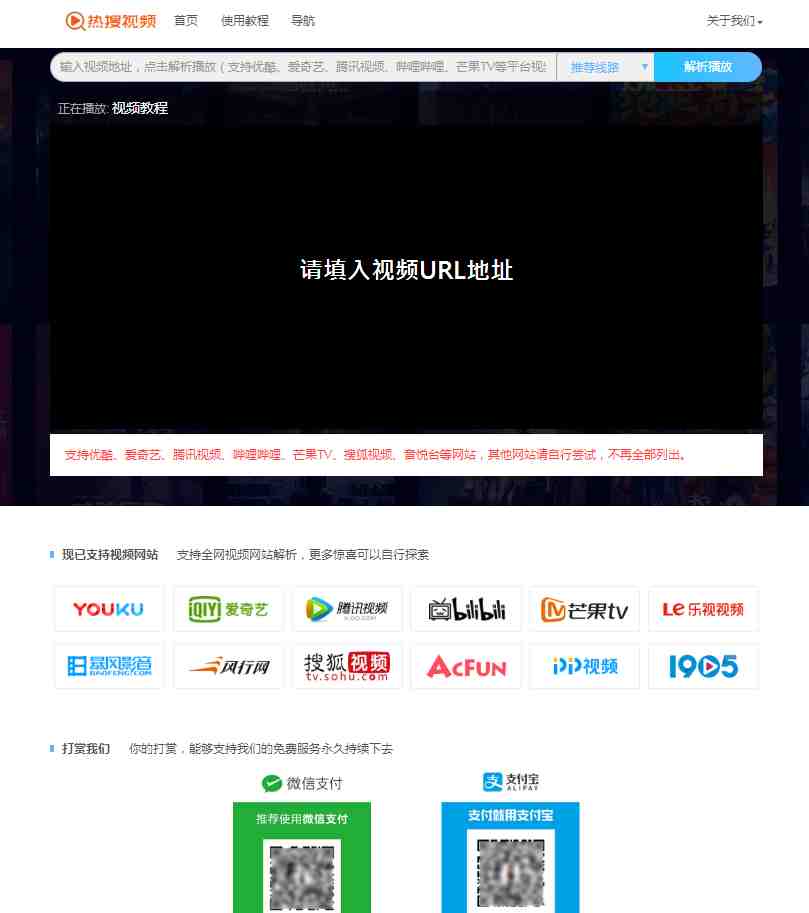 热搜视频 首页 使用教程 导航 关于我们
输入视频地址，点击解析播放（支持优酷、爱奇艺、腾讯视频、哔哩哔哩、芒果TV等平台视 推荐线路 解析播放
正在播放: 视频教程
请填入视频URL地址
支持优酷、爱奇艺、腾讯视频、哔哩哔哩、芒果TV、搜狐视频、音悦台等网站，其他网站请自行尝试，不再全部列出。
现已支持视频网站 支持全网视频网站解析，更多惊喜可以自行探索
YOUKU iQIYI 爱奇艺 腾讯视频 bilibili 芒果tv Le 乐视视频
V.QQ.COM
暴风影音 风行网 搜狐视频 AcFun PP视频 1905
BAOFENG.COM tv.sohu.com
打赏我们 你的打赏，能够支持我们的免费服务永久持续下去
微信支付 支 支付宝
ALIPAY
推荐使用微信支付 支付就用支付宝